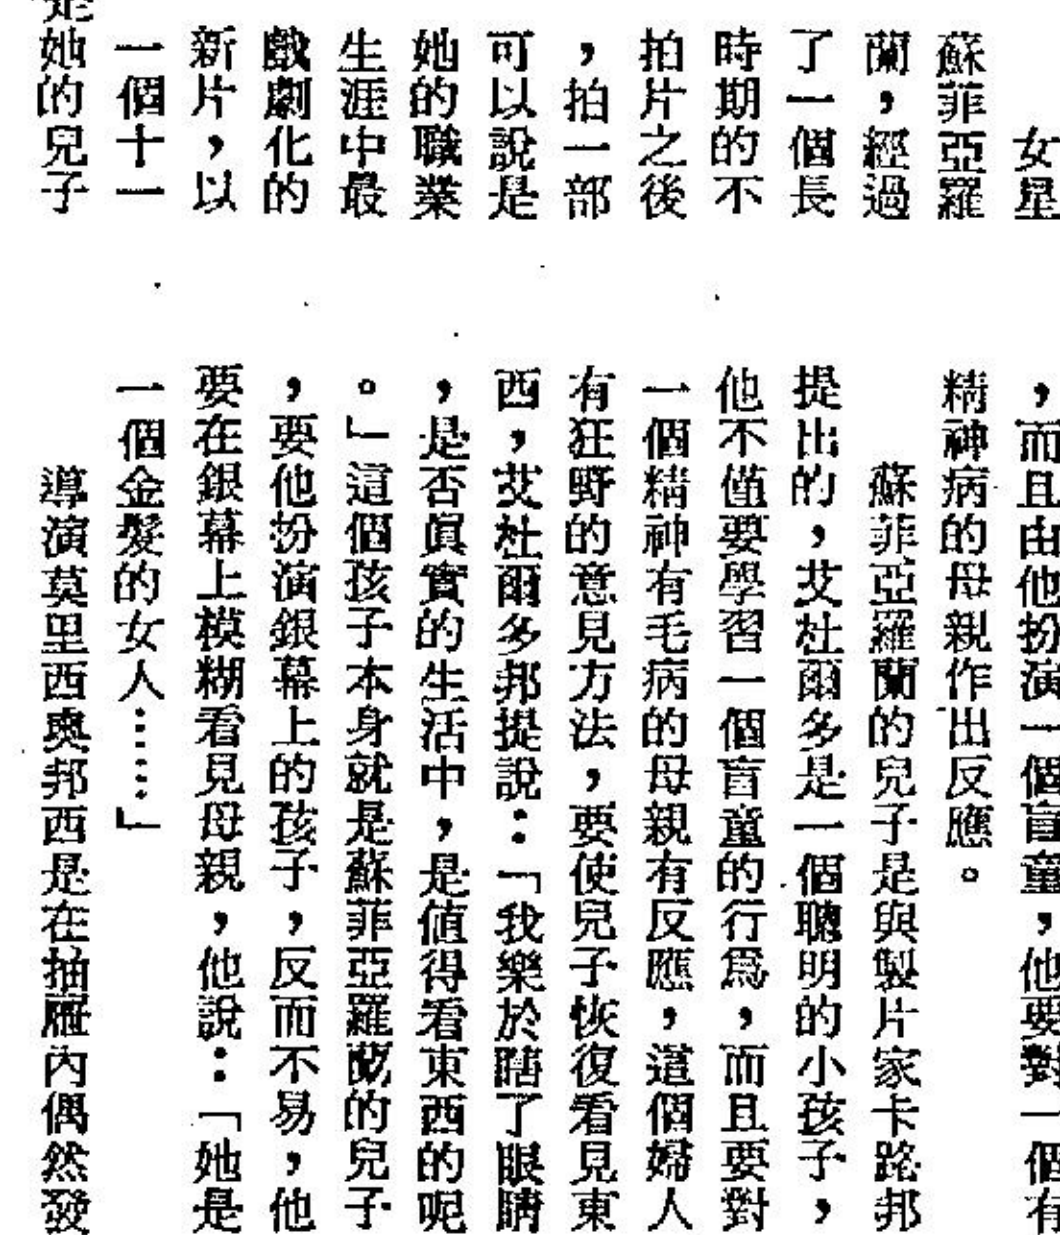 女星
蘇菲亞羅
蘭，經過
了一個長
時期的不
拍片之後
，拍一部
可以說是
她的職業
生涯中最
戲劇化的
新片，以
一個十一
她的兒子
，而且由他扮演一個盲童，他要對一個有
精神病的母親作出反應。
蘇菲亞羅蘭的兒子是與製片家卡路邦
提出的，艾杜爾多是一個聰明的小孩子，
他不僅要學習一個盲童的行爲，而且要對
一個精神有毛病的母親有反應，這個婦人
有狂野的意見方法，要使兒子恢復看見東
西，艾杜爾多邦提說：「我樂於瞎了眼睛
，是否眞實的生活中，是値得看東西的呢
。」這個孩子本身就是蘇菲亞羅蘭的兒子
，要他扮演銀幕上的孩子，反而不易，他
要在銀幕上模糊看見母親，他說：「她是
一個金髮的女人……」
導演莫里西奧邦西是在抽雁內偶然發